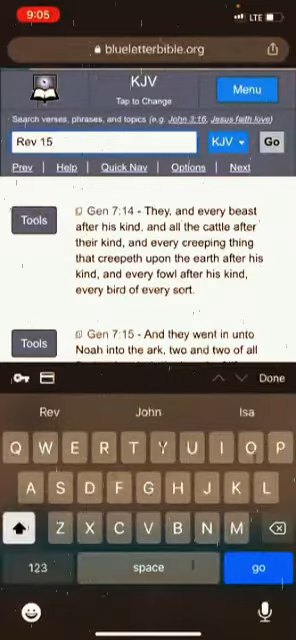 9:05
LTE
blueletterbible.org
KJV
Tap to Change
Menu
Search verses, phrases, and topics (e.g. John 3:16, Jesus faith love)
Rev 15
KJV
Go
Prev | Help | Quick Nav | Options | Next
Tools
Gen 7:14 - They, and every beast
after his kind, and all the cattle after
their kind, and every creeping thing
that creepeth upon the earth after his
kind, and every fowl after his kind,
every bird of every sort.
Tools
Gen 7:15 - And they went in unto
Noah into the ark, two and two of all
Done
Rev John Isa
Q W E R T Y U I O P
A S D F G H J K L
Z X C V B N M
123 space go